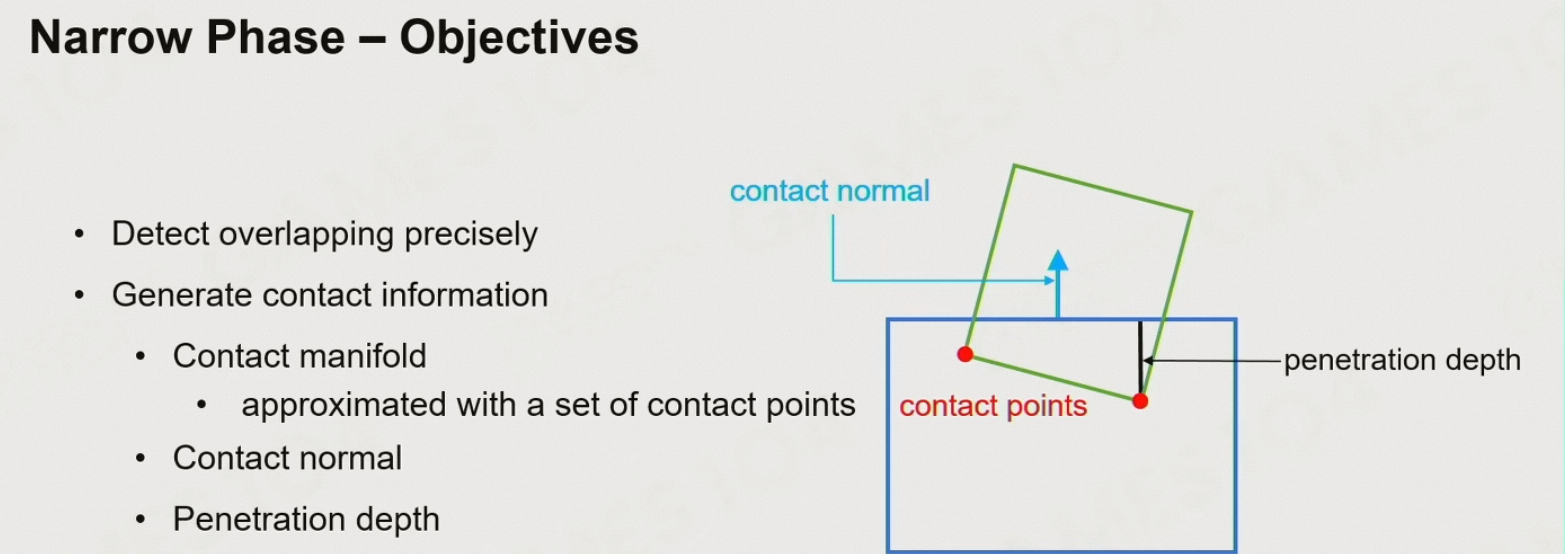 Narrow Phase – Objectives
• Detect overlapping precisely
• Generate contact information
• Contact manifold
• approximated with a set of contact points
• Contact normal
• Penetration depth
contact normal
penetration depth
contact points